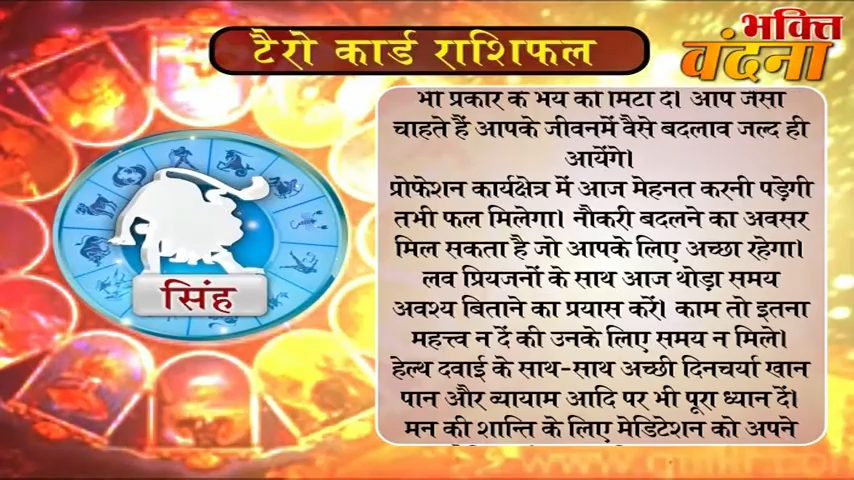 टैरो कार्ड राशिफल
भक्ति
वंदना
भी प्रकार के भय को मिटा दें। आप जैसा
चाहते हैं आपके जीवनमें वैसे बदलाव जल्द ही
आयेंगे।
प्रोफेशन कार्यक्षेत्र में आज मेहनत करनी पड़ेगी
तभी फल मिलेगा। नौकरी बदलने का अवसर
मिल सकता है जो आपके लिए अच्छा रहेगा।
लव प्रियजनों के साथ आज थोड़ा समय
अवश्य बिताने का प्रयास करें। काम तो इतना
महत्त्व न दें की उनके लिए समय न मिले।
हेल्थ दवाई के साथ-साथ अच्छी दिनचर्या खान
पान और व्यायाम आदि पर भी पूरा ध्यान दें।
मन की शान्ति के लिए मेडिटेशन को अपने
सिंह